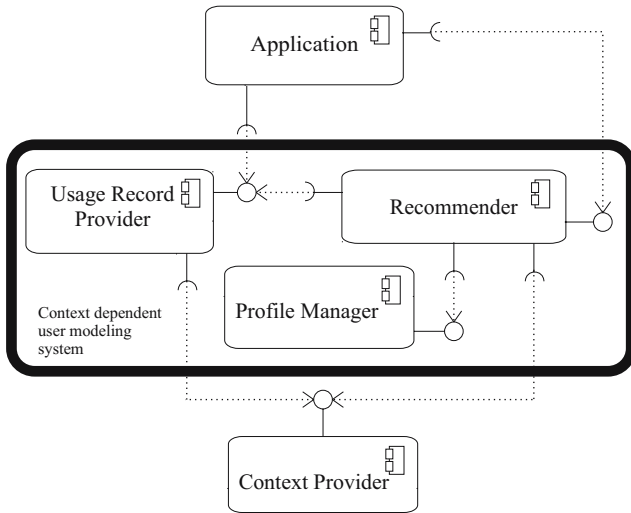 Application
Usage Record
Provider
Recommender
Profile Manager
Context dependent
user modeling
system
Context Provider